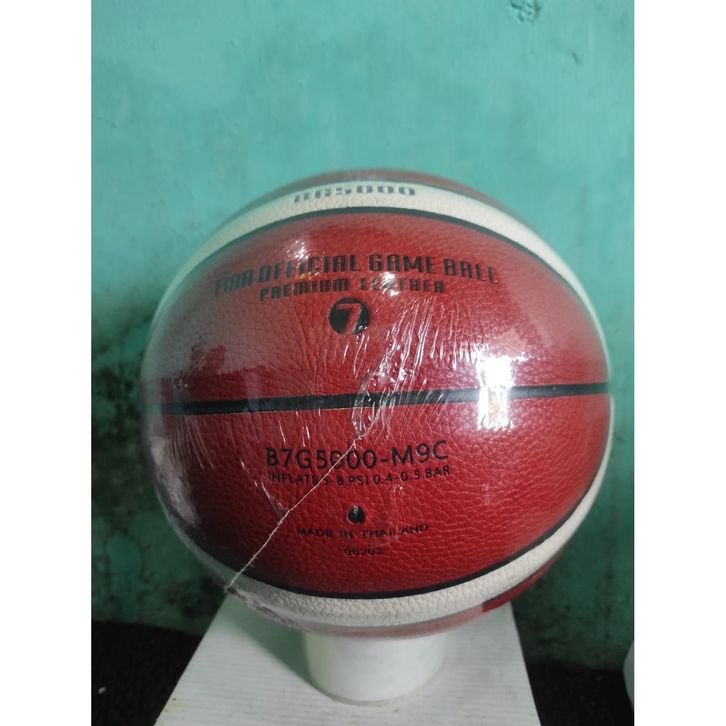 BG5000
FIBA OFFICIAL GAME BALL
PREMIUM LEATHER
7
B7G5000-M9C
INFLATE 5-8 PSI 0.4-0.5 BAR
MADE IN THAILAND
06202